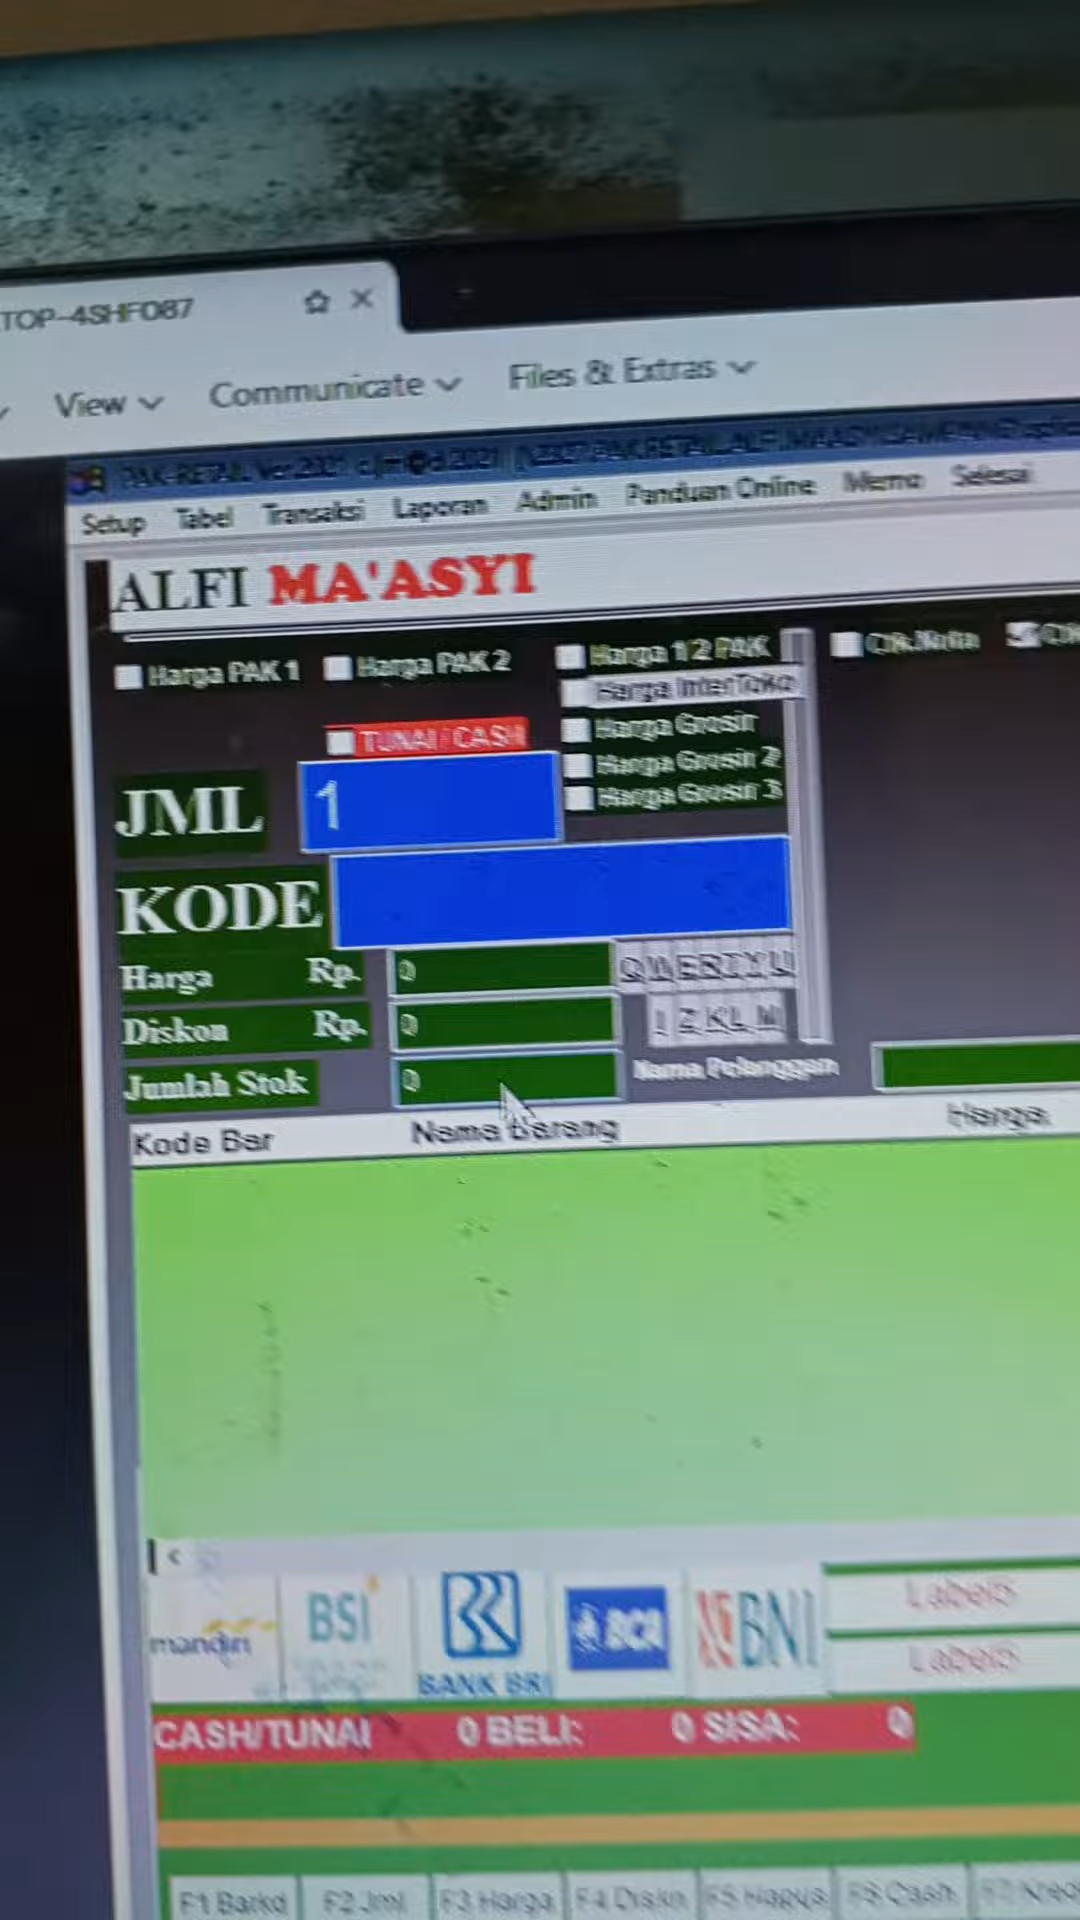 TOP-4SHF087
View Communicate Files & Extras
Setup Tabel Transaksi Laporan Admin Panduan Online Memo Selesai
ALFI MA'ASYI
Harga PAK 1 Harga PAK 2 Harga 1/2 PAK
Harga InterToko
TUNAI / CASH Harga Grosir
Harga Grosir 2
Harga Grosir 3
JML 1
KODE
Harga Rp. 0
Diskon Rp. 0
Jumlah Stok 0 Nama Pelanggan
Kode Bar Nama Barang Harga
mandiri BSI BANK BRI BCA BNI Label5
Label5
CASH/TUNAI 0 BELI: 0 SISA: 0
F1 Barkd F2 Jml F3 Harga F4 Diskn F5 Hapus F6 Cash